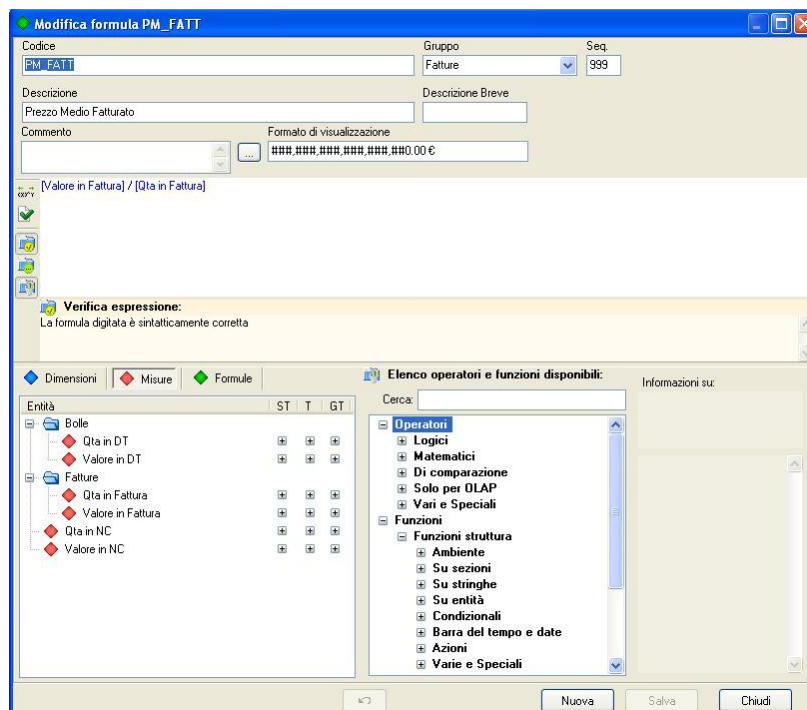 Modifica formula PM_FATT
Codice Gruppo Seq.
PM_FATT Fatture 999
Descrizione Descrizione Breve
Prezzo Medio Fatturato
Commento Formato di visualizzazione
... ###,###,###,###,###,##0.00 €
[Valore in Fattura] / [Qta in Fattura]
Verifica espressione:
La formula digitata è sintatticamente corretta
Dimensioni Misure Formule
Entità ST T GT
Bolle
Qta in DT
Valore in DT
Fatture
Qta in Fattura
Valore in Fattura
Qta in NC
Valore in NC
Elenco operatori e funzioni disponibili:
Cerca:
Operatori
Logici
Matematici
Di comparazione
Solo per OLAP
Vari e Speciali
Funzioni
Funzioni struttura
Ambiente
Su sezioni
Su stringhe
Su entità
Condizionali
Barra del tempo e date
Azioni
Varie e Speciali
Informazioni su:
Nuova Salva Chiudi